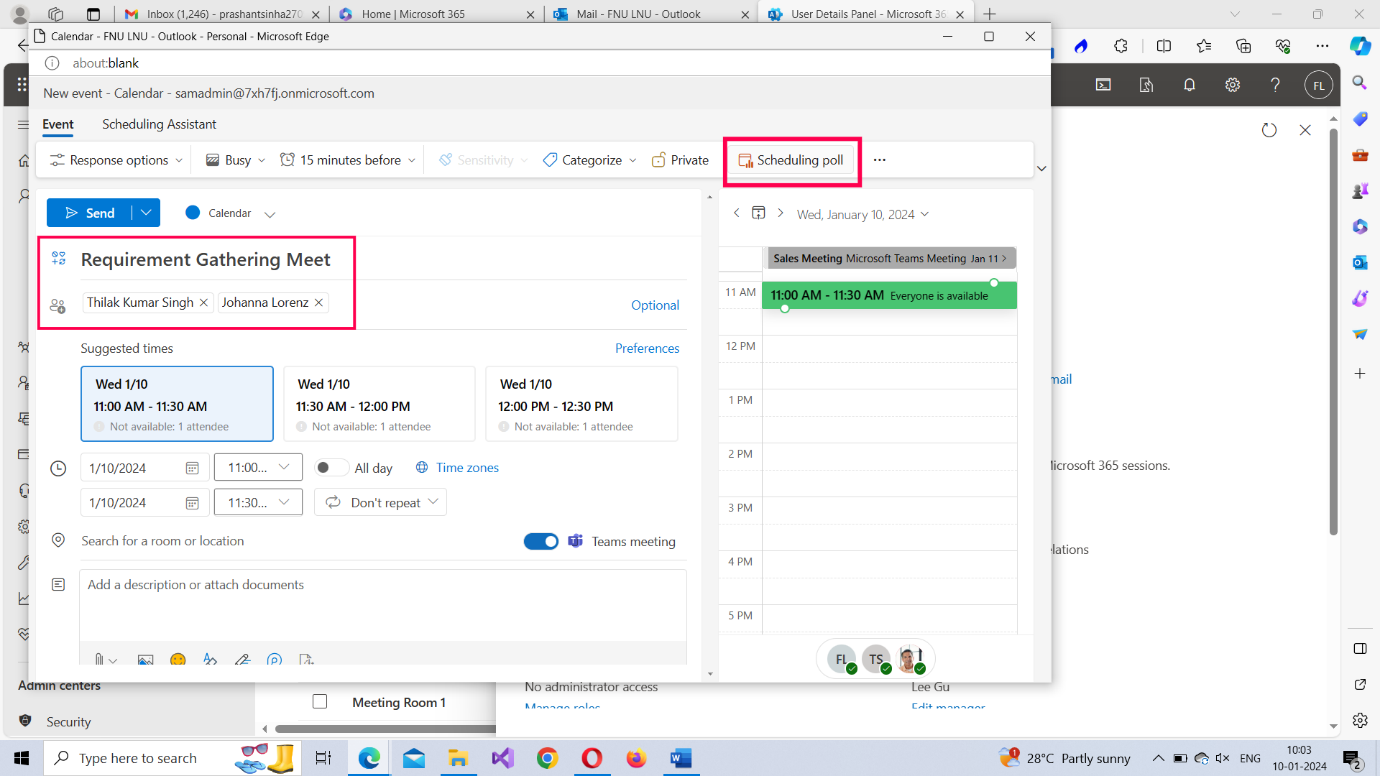 Inbox (1,246) - prashantsinha270
Home | Microsoft 365
Mail - FNU LNU - Outlook
User Details Panel - Microsoft 36
Calendar - FNU LNU - Outlook - Personal - Microsoft Edge
about:blank
New event - Calendar - samadmin@7xh7fj.onmicrosoft.com
FL
Event
Scheduling Assistant
Response options
Busy
15 minutes before
Sensitivity
Categorize
Private
Scheduling poll
Send
Calendar
Wed, January 10, 2024
Requirement Gathering Meet
Sales Meeting Microsoft Teams Meeting Jan 11
Thilak Kumar Singh
Johanna Lorenz
Optional
11 AM
11:00 AM - 11:30 AM Everyone is available
Suggested times
Preferences
12 PM
Wed 1/10
11:00 AM - 11:30 AM
Not available: 1 attendee
Wed 1/10
11:30 AM - 12:00 PM
Not available: 1 attendee
Wed 1/10
12:00 PM - 12:30 PM
Not available: 1 attendee
mail
1 PM
2 PM
1/10/2024
11:00...
All day
Time zones
licrosoft 365 sessions.
1/10/2024
11:30...
Don't repeat
3 PM
Search for a room or location
Teams meeting
elations
4 PM
Add a description or attach documents
5 PM
FL
TS
Admin centers
No administrator access
Lee Gu
Meeting Room 1
Manage roles
Edit manager
Security
Type here to search
1
28°C Partly sunny
ENG
10:03
10-01-2024
2